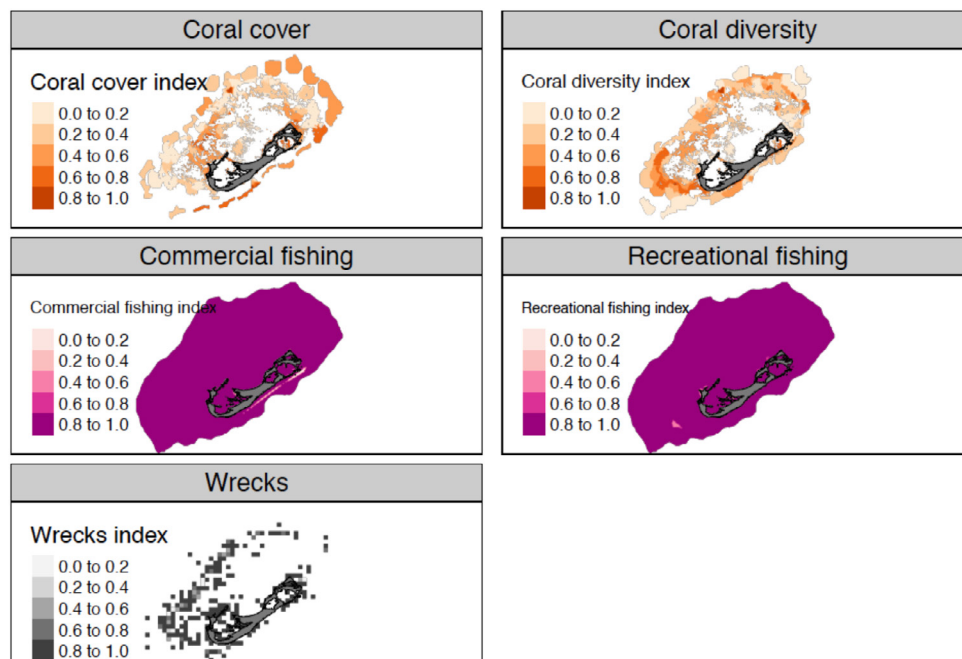 Coral cover
Coral cover index
0.0 to 0.2
0.2 to 0.4
0.4 to 0.6
0.6 to 0.8
0.8 to 1.0
Coral diversity
Coral diversity index
0.0 to 0.2
0.2 to 0.4
0.4 to 0.6
0.6 to 0.8
0.8 to 1.0
Commercial fishing
Commercial fishing index
0.0 to 0.2
0.2 to 0.4
0.4 to 0.6
0.6 to 0.8
0.8 to 1.0
Recreational fishing
Recreational fishing index
0.0 to 0.2
0.2 to 0.4
0.4 to 0.6
0.6 to 0.8
0.8 to 1.0
Wrecks
Wrecks index
0.0 to 0.2
0.2 to 0.4
0.4 to 0.6
0.6 to 0.8
0.8 to 1.0